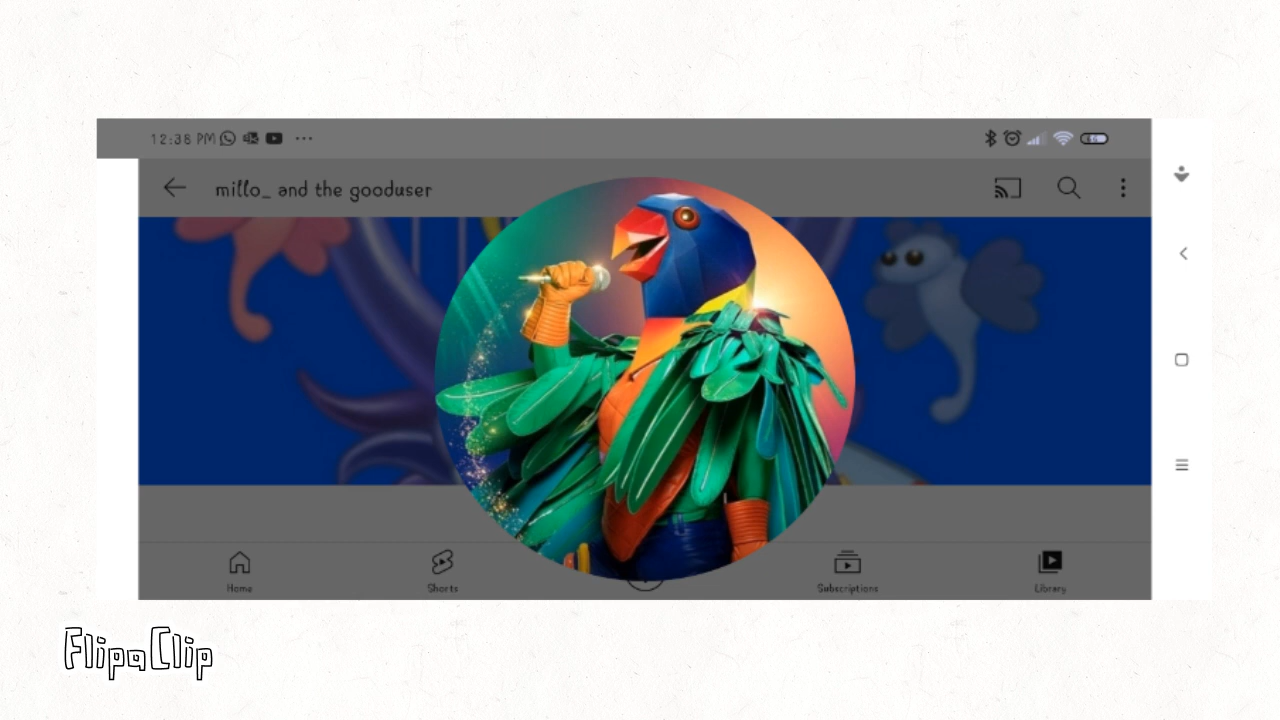 12:38 PM
millo_ and the gooduser
Home
Shorts
Subscriptions
Library
FlipaClip